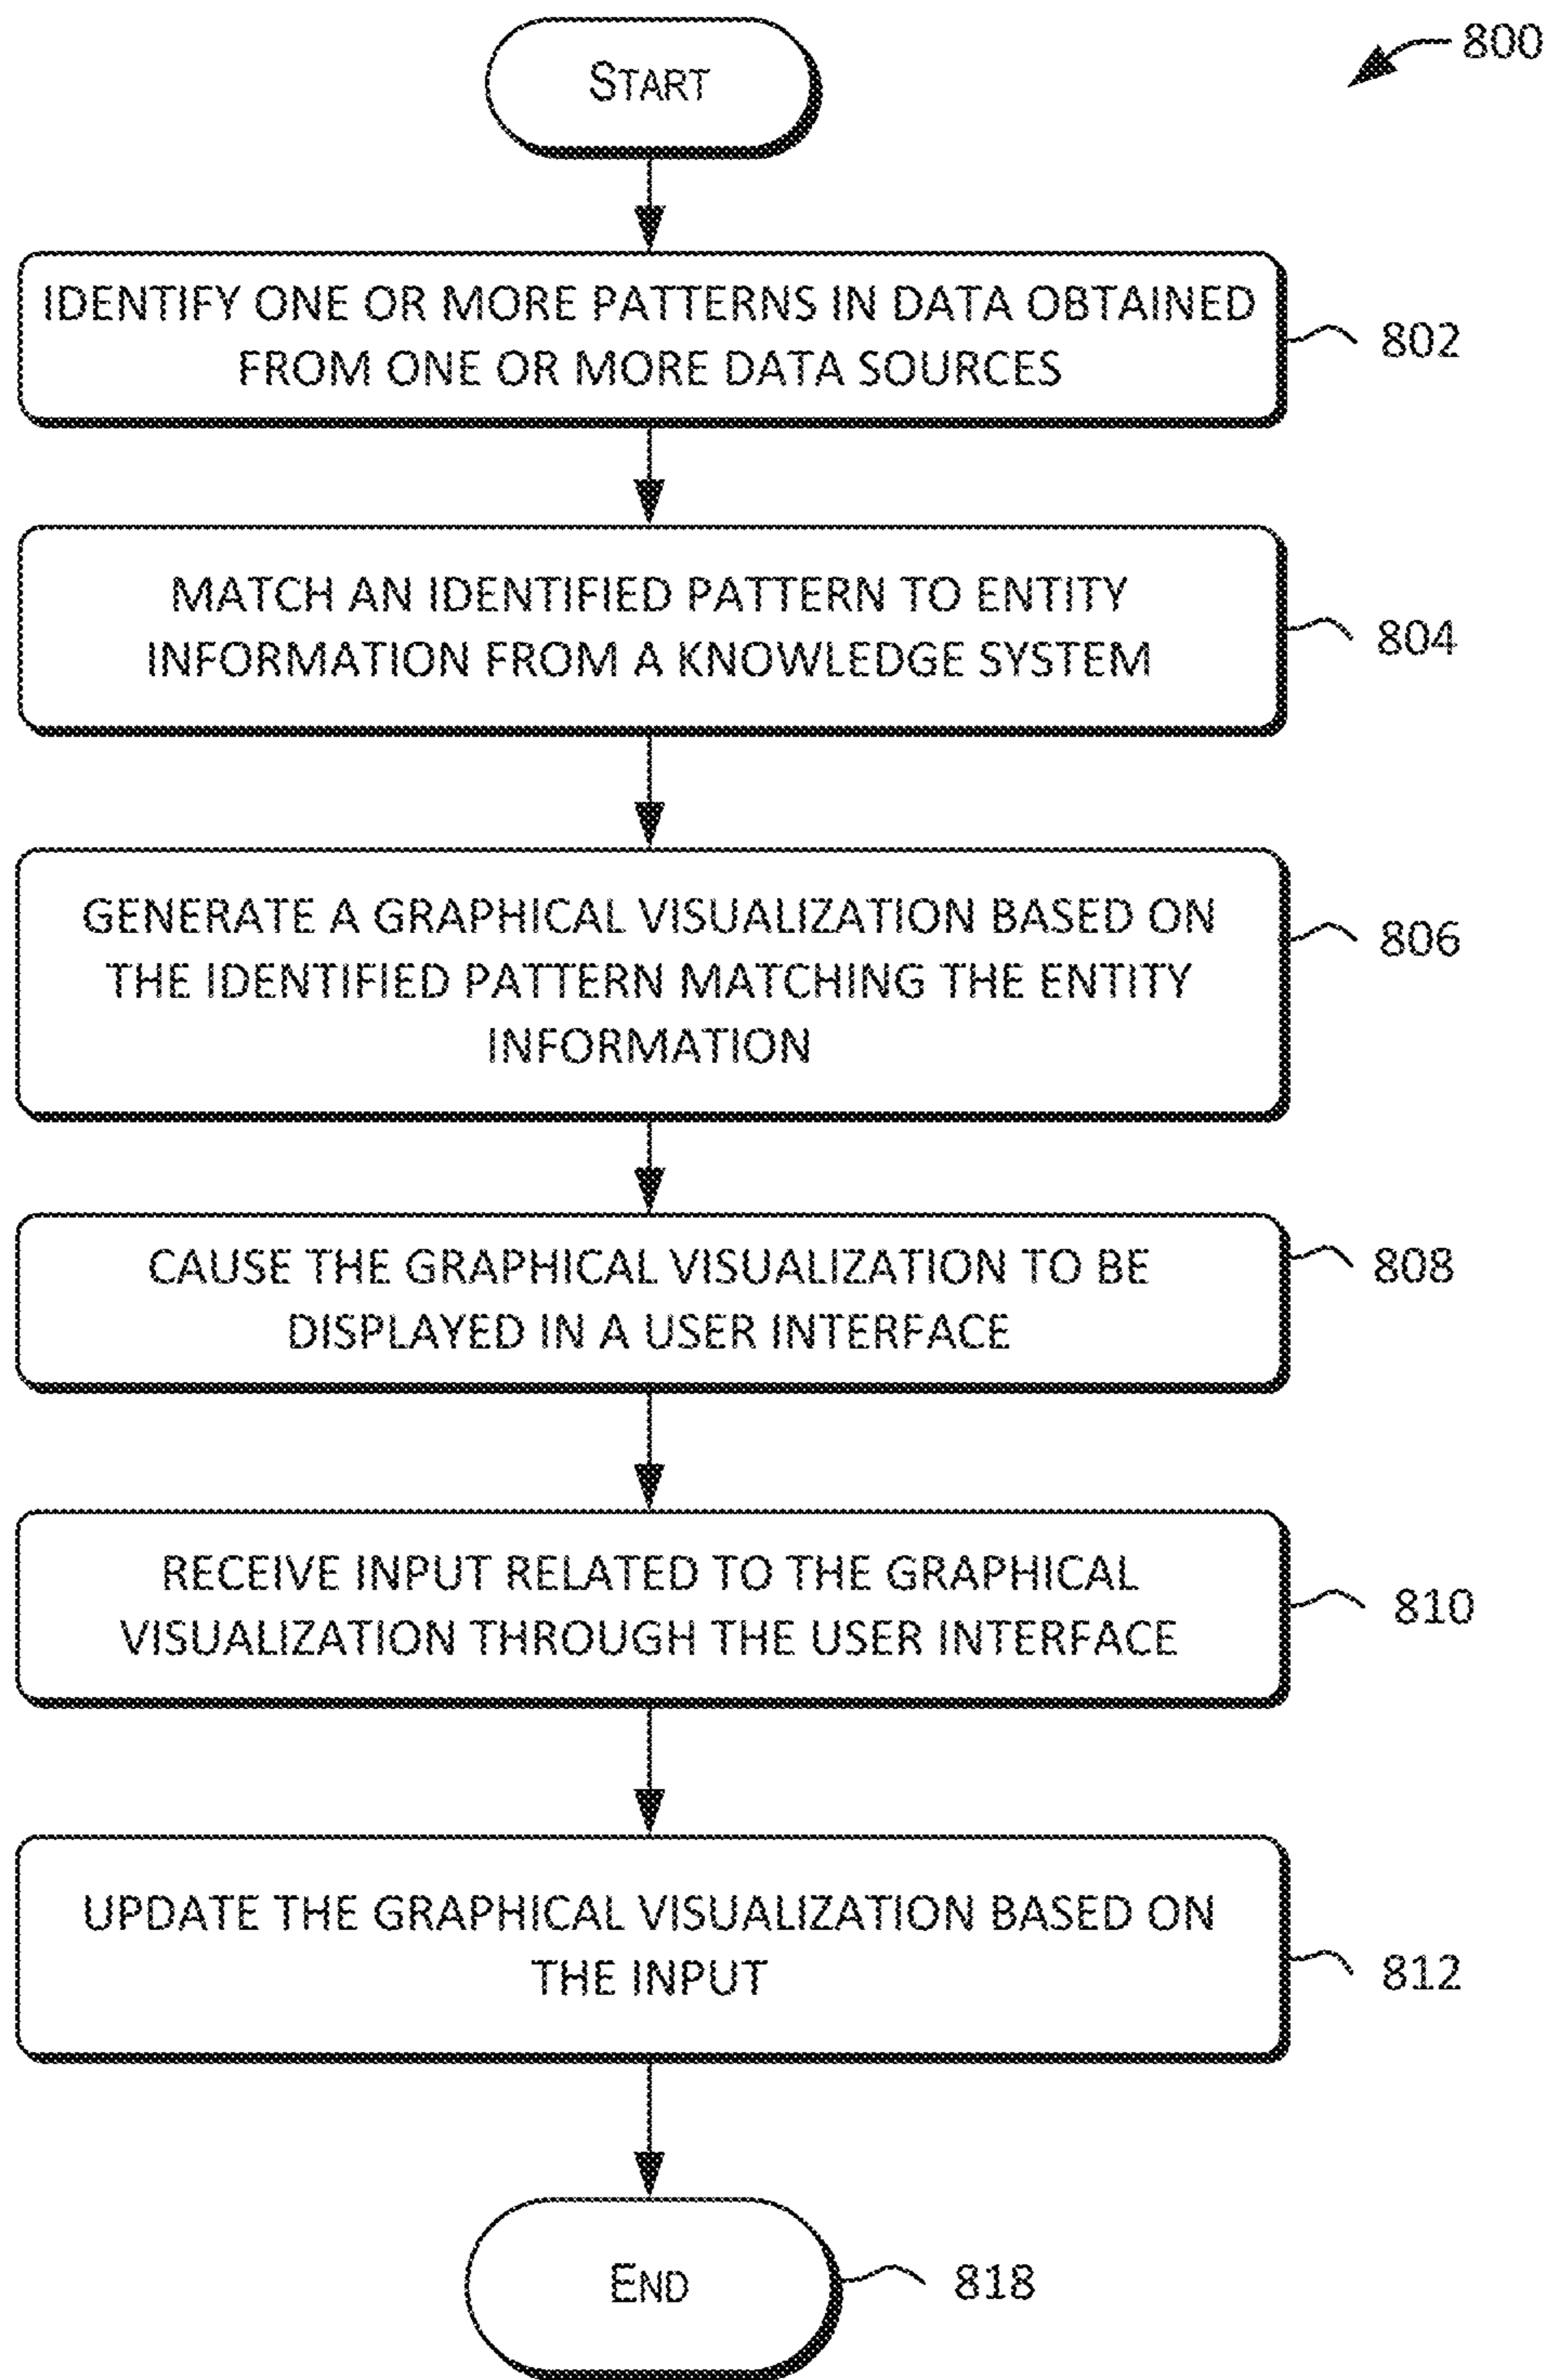 800
START
IDENTIFY ONE OR MORE PATTERNS IN DATA OBTAINED
FROM ONE OR MORE DATA SOURCES
802
MATCH AN IDENTIFIED PATTERN TO ENTITY
INFORMATION FROM A KNOWLEDGE SYSTEM
804
GENERATE A GRAPHICAL VISUALIZATION BASED ON
THE IDENTIFIED PATTERN MATCHING THE ENTITY
INFORMATION
806
CAUSE THE GRAPHICAL VISUALIZATION TO BE
DISPLAYED IN A USER INTERFACE
808
RECEIVE INPUT RELATED TO THE GRAPHICAL
VISUALIZATION THROUGH THE USER INTERFACE
810
UPDATE THE GRAPHICAL VISUALIZATION BASED ON
THE INPUT
812
END
818